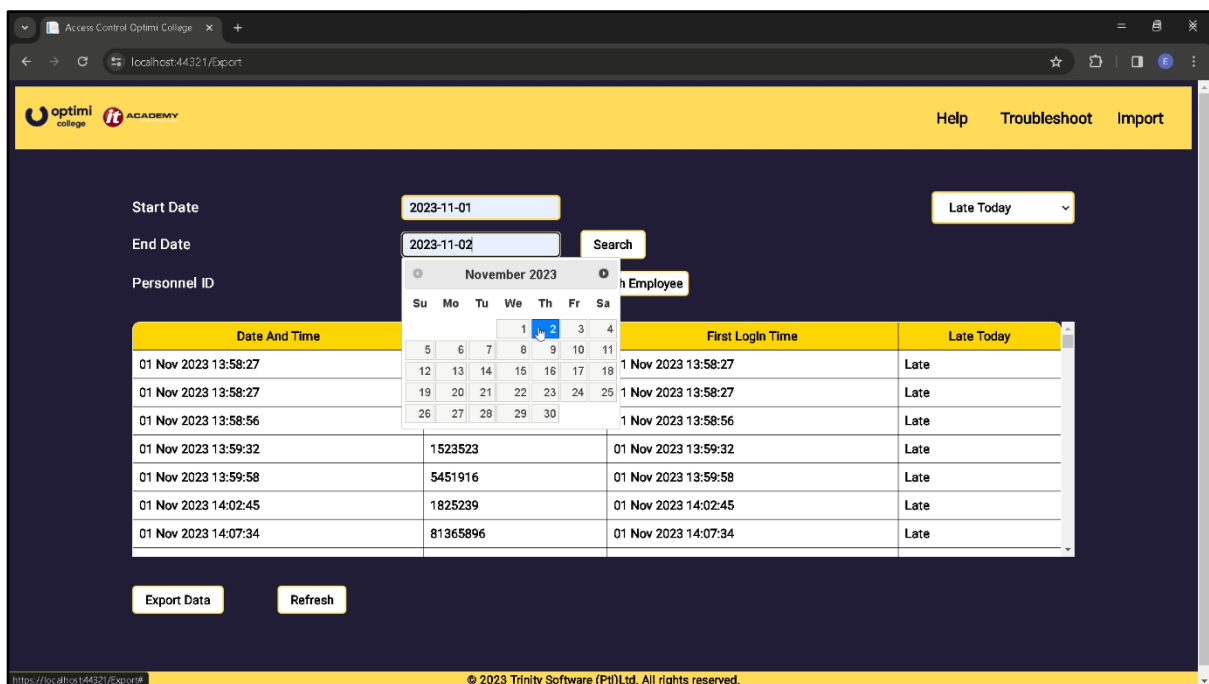 Access Control Optimi College
localhost:44321/Export
E
optimi
college
it ACADEMY
Help Troubleshoot Import
Start Date 2023-11-01 Late Today
End Date 2023-11-02 Search
Personnel ID h Employee
November 2023
Su Mo Tu We Th Fr Sa
1 2 3 4
5 6 7 8 9 10 11
12 13 14 15 16 17 18
19 20 21 22 23 24 25
26 27 28 29 30
Date And Time First LogIn Time Late Today
01 Nov 2023 13:58:27 1 Nov 2023 13:58:27 Late
01 Nov 2023 13:58:27 1 Nov 2023 13:58:27 Late
01 Nov 2023 13:58:56 01 Nov 2023 13:58:56 Late
01 Nov 2023 13:59:32 1523523 01 Nov 2023 13:59:32 Late
01 Nov 2023 13:59:58 5451916 01 Nov 2023 13:59:58 Late
01 Nov 2023 14:02:45 1825239 01 Nov 2023 14:02:45 Late
01 Nov 2023 14:07:34 81365896 01 Nov 2023 14:07:34 Late
Export Data Refresh
https://localhost:44321/Export#
© 2023 Trinity Software (Ptl)Ltd. All rights reserved.